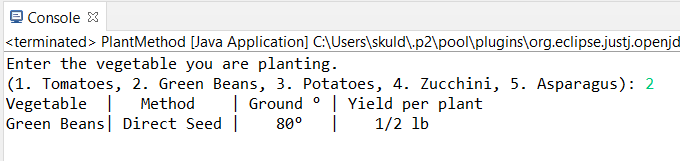 Console
<terminated> PlantMethod [Java Application] C:\Users\skuld\.p2\pool\plugins\org.eclipse.justj.openjd
Enter the vegetable you are planting.
(1. Tomatoes, 2. Green Beans, 3. Potatoes, 4. Zucchini, 5. Asparagus): 2
Vegetable  |   Method    | Ground º | Yield per plant
Green Beans| Direct Seed |    80º   |    1/2 lb